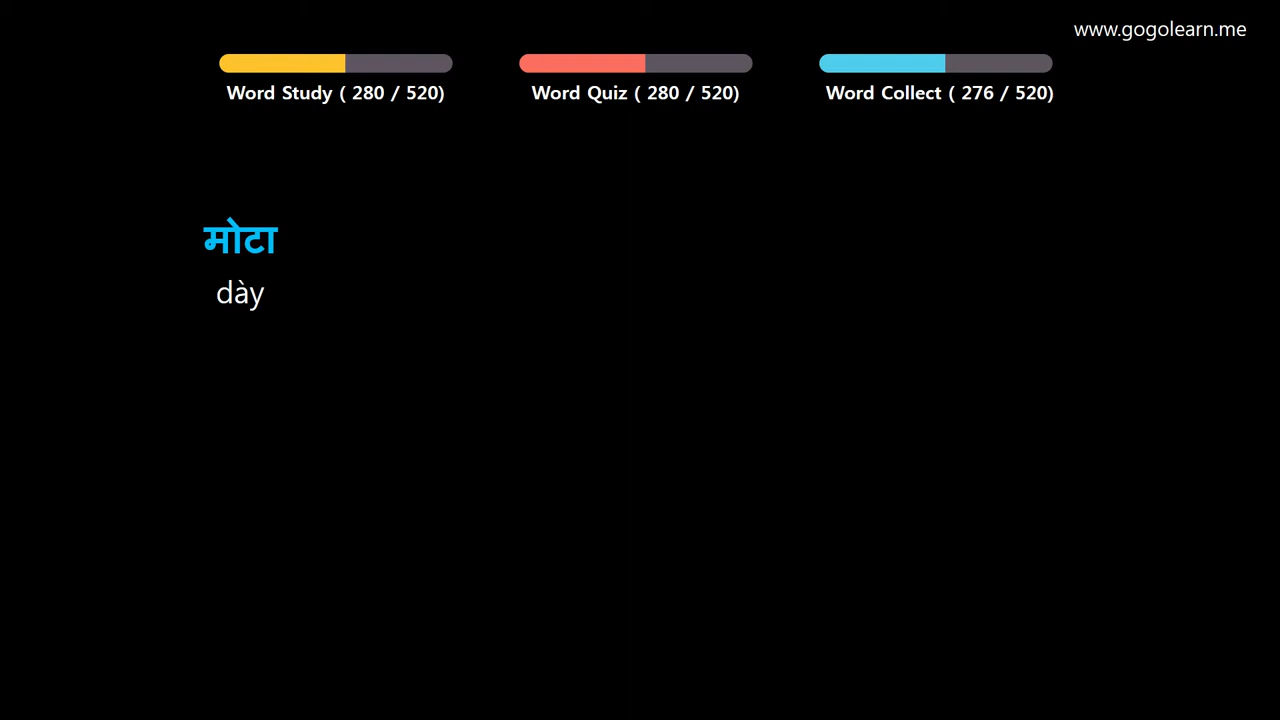 www.gogolearn.me
Word Study ( 280 / 520)
Word Quiz ( 280 / 520)
Word Collect ( 276 / 520)
मोटा
dày